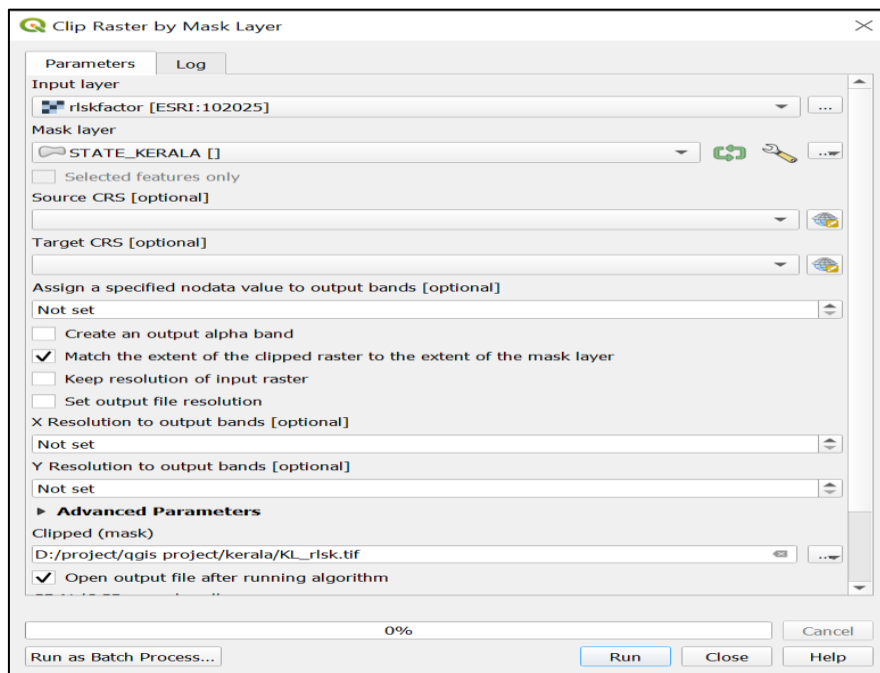 Clip Raster by Mask Layer
Parameters Log
Input layer
rlskfactor [ESRI:102025]
...
Mask layer
STATE_KERALA []
Selected features only
Source CRS [optional]
Target CRS [optional]
Assign a specified nodata value to output bands [optional]
Not set
Create an output alpha band
Match the extent of the clipped raster to the extent of the mask layer
Keep resolution of input raster
Set output file resolution
X Resolution to output bands [optional]
Not set
Y Resolution to output bands [optional]
Not set
Advanced Parameters
Clipped (mask)
D:/project/qgis project/kerala/KL_rlsk.tif
Open output file after running algorithm
0%
Cancel
Run as Batch Process... Run Close Help